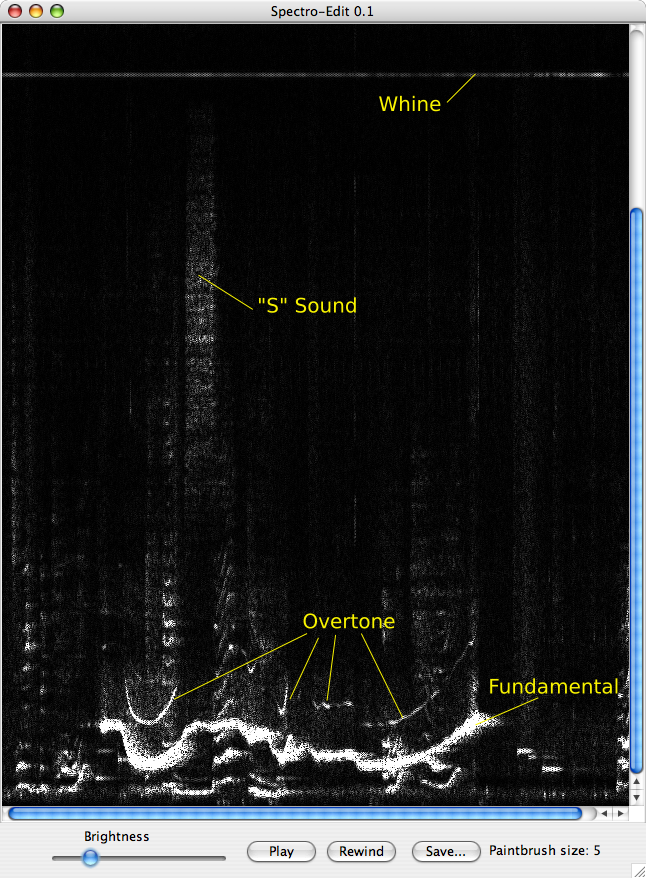 Spectro-Edit 0.1
Whine
"S" Sound
Overtone
Fundamental
Brightness
Play
Rewind
Save...
Paintbrush size: 5